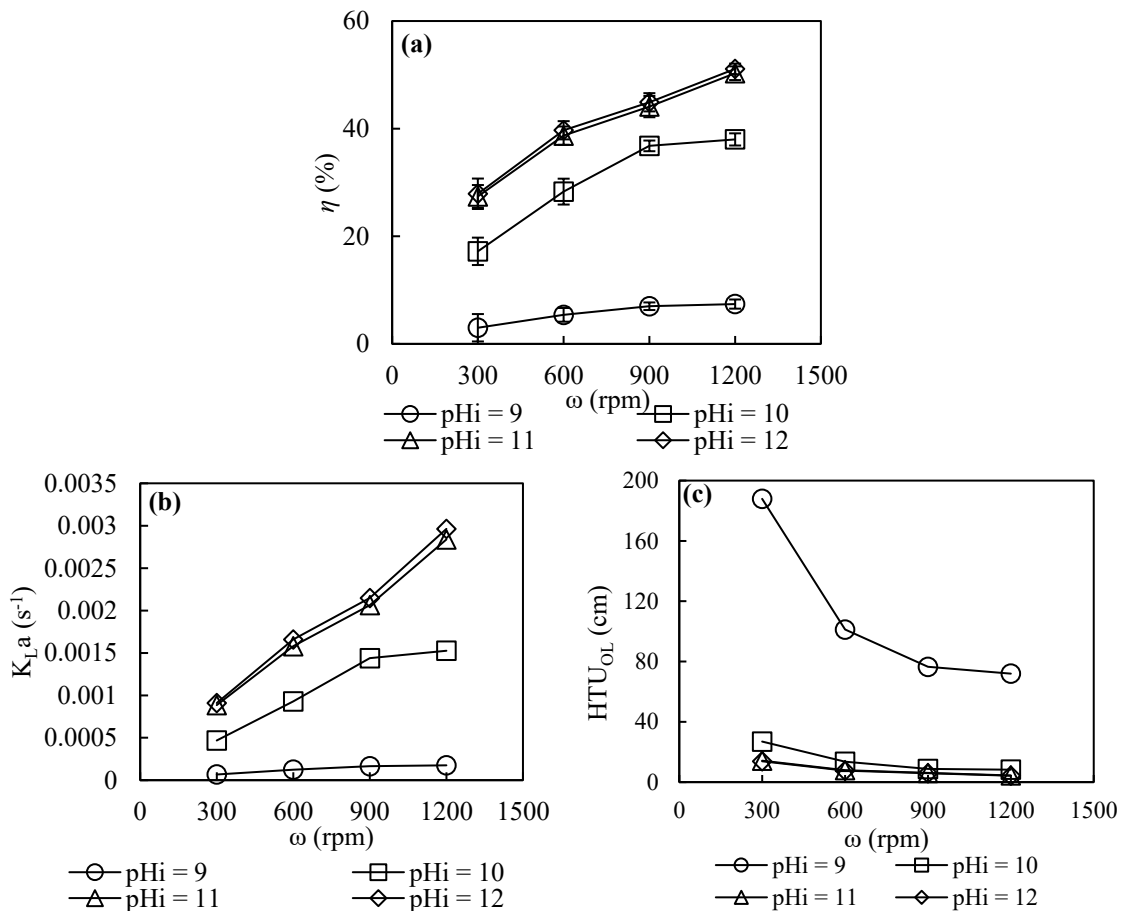 (a)
60
40
20
0
η (%)
0 300 600 900 1200 1500
ω (rpm)
pHi = 9 pHi = 10
pHi = 11 pHi = 12
(b)
0.0035
0.003
0.0025
0.002
0.0015
0.001
0.0005
0
K_L a (s⁻¹)
0 300 600 900 1200 1500
ω (rpm)
pHi = 9 pHi = 10
pHi = 11 pHi = 12
(c)
200
160
120
80
40
0
HTU_OL (cm)
0 300 600 900 1200 1500
ω (rpm)
pHi = 9 pHi = 10
pHi = 11 pHi = 12